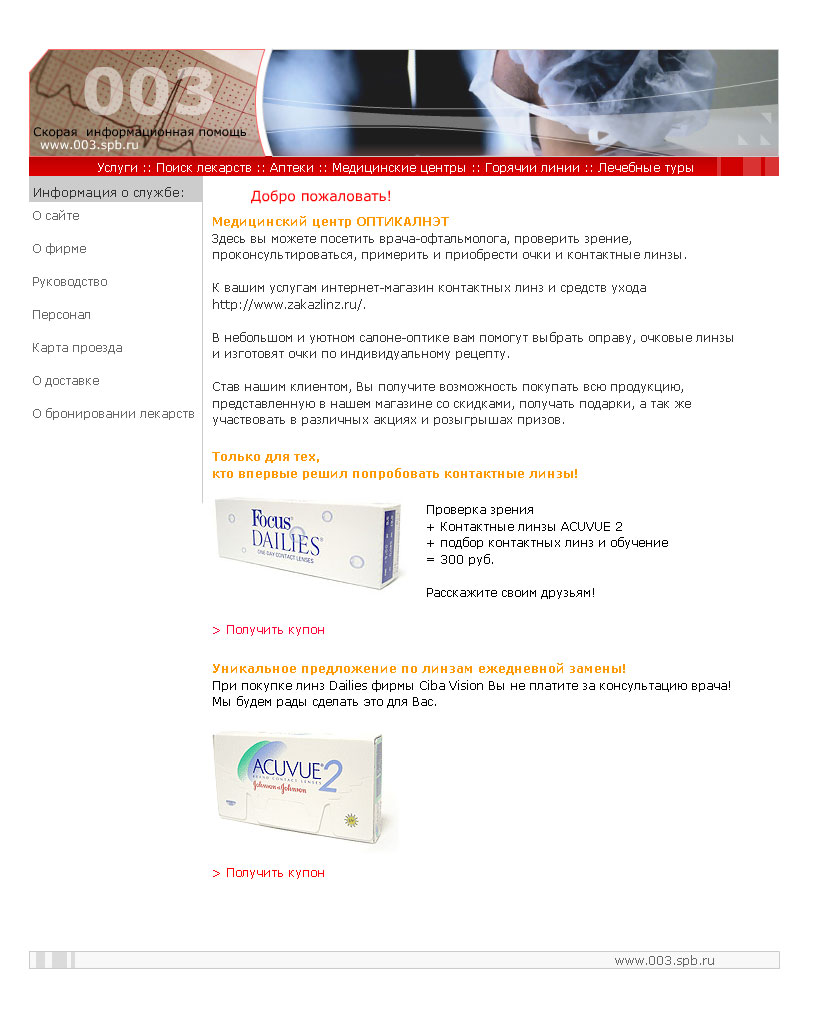 003
Скорая информационная помощь
www.003.spb.ru
Услуги :: Поиск лекарств :: Аптеки :: Медицинские центры :: Горячии линии :: Лечебные туры
Информация о службе:
О сайте
О фирме
Руководство
Персонал
Карта проезда
О доставке
О бронировании лекарств
Добро пожаловать!
Медицинский центр ОПТИКАЛНЭТ
Здесь вы можете посетить врача-офтальмолога, проверить зрение,
проконсультироваться, примерить и приобрести очки и контактные линзы.
К вашим услугам интернет-магазин контактных линз и средств ухода
http://www.zakazlinz.ru/.
В небольшом и уютном салоне-оптике вам помогут выбрать оправу, очковые линзы
и изготовят очки по индивидуальному рецепту.
Став нашим клиентом, Вы получите возможность покупать всю продукцию,
представленную в нашем магазине со скидками, получать подарки, а так же
участвовать в различных акциях и розыгрышах призов.
Только для тех,
кто впервые решил попробовать контактные линзы!
Focus
DAILIES
ONE DAY CONTACT LENSES
Проверка зрения
+ Контактные линзы ACUVUE 2
+ подбор контактных линз и обучение
= 300 руб.
Расскажите своим друзьям!
> Получить купон
Уникальное предложение по линзам ежедневной замены!
При покупке линз Dailies фирмы Ciba Vision Вы не платите за консультацию врача!
Мы будем рады сделать это для Вас.
ACUVUE 2
BRAND CONTACT LENSES
Johnson & Johnson
> Получить купон
www.003.spb.ru